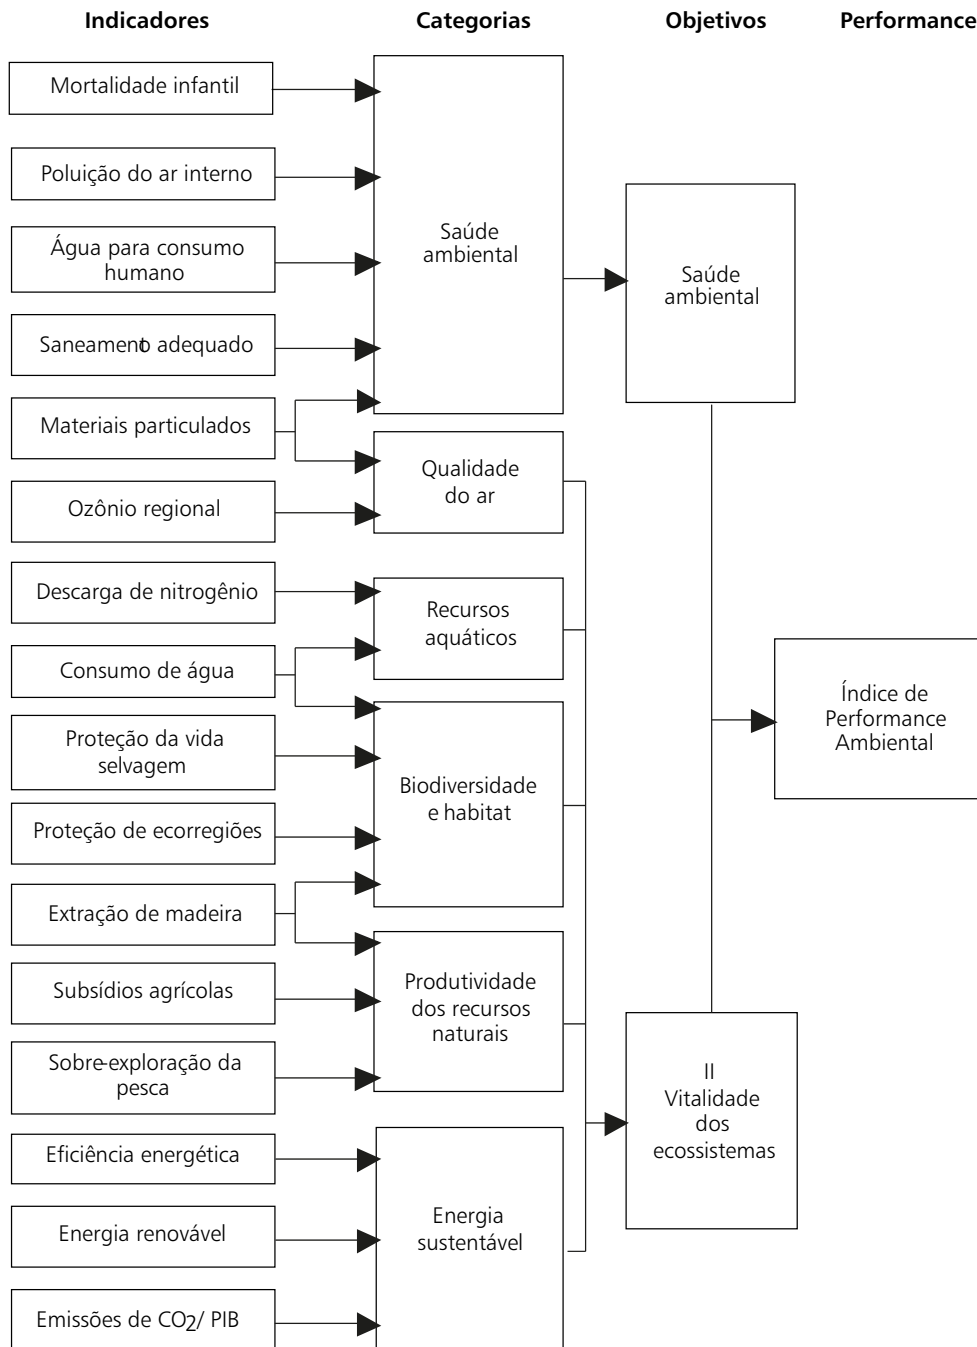 Indicadores
Categorias
Objetivos
Performance
Mortalidade infantil
Poluição do ar interno
Água para consumo
humano
Saneamento adequado
Materiais particulados
Ozônio regional
Descarga de nitrogênio
Consumo de água
Proteção da vida
selvagem
Proteção de ecorregiões
Extração de madeira
Subsídios agrícolas
Sobre-exploração da
pesca
Eficiência energética
Energia renovável
Emissões de CO2/ PIB
Saúde
ambiental
Qualidade
do ar
Recursos
aquáticos
Biodiversidade
e habitat
Produtividade
dos recursos
naturais
Energia
sustentável
Saúde
ambiental
II
Vitalidade
dos
ecossistemas
Índice de
Performance
Ambiental